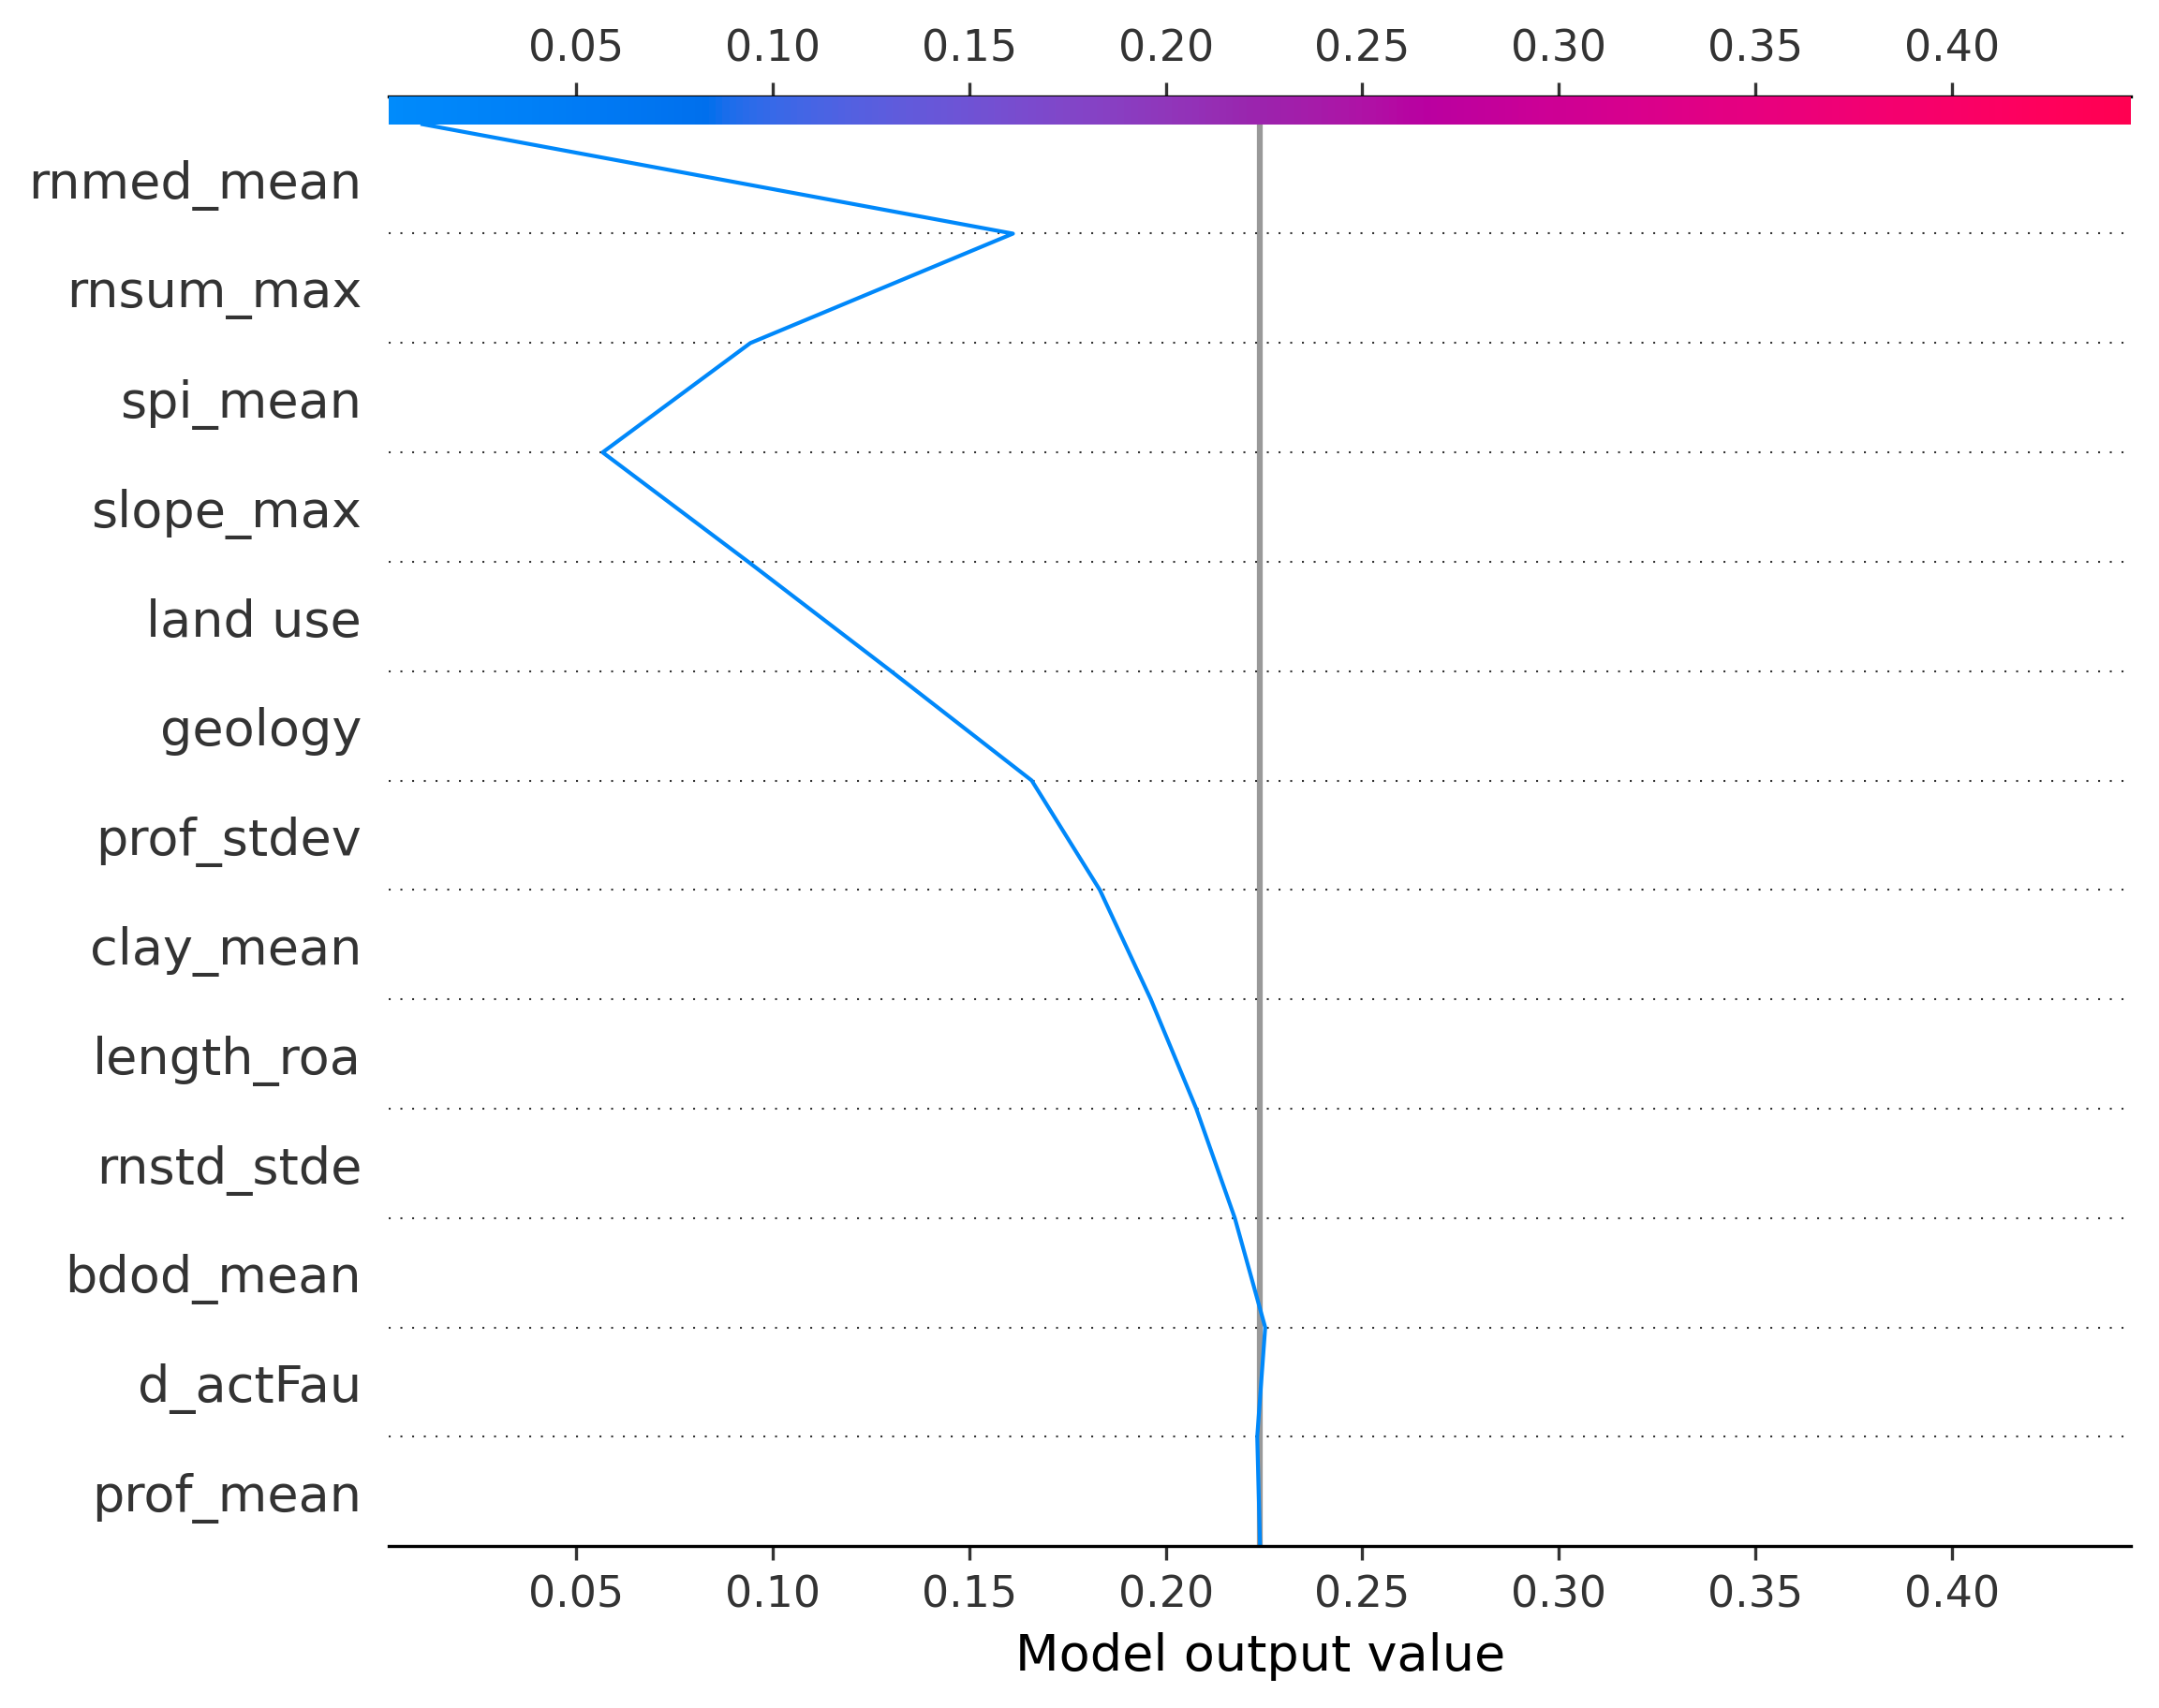 0.05 0.10 0.15 0.20 0.25 0.30 0.35 0.40
rnmed_mean
rnsum_max
spi_mean
slope_max
land use
geology
prof_stdev
clay_mean
length_roa
rnstd_stde
bdod_mean
d_actFau
prof_mean
0.05 0.10 0.15 0.20 0.25 0.30 0.35 0.40
Model output value